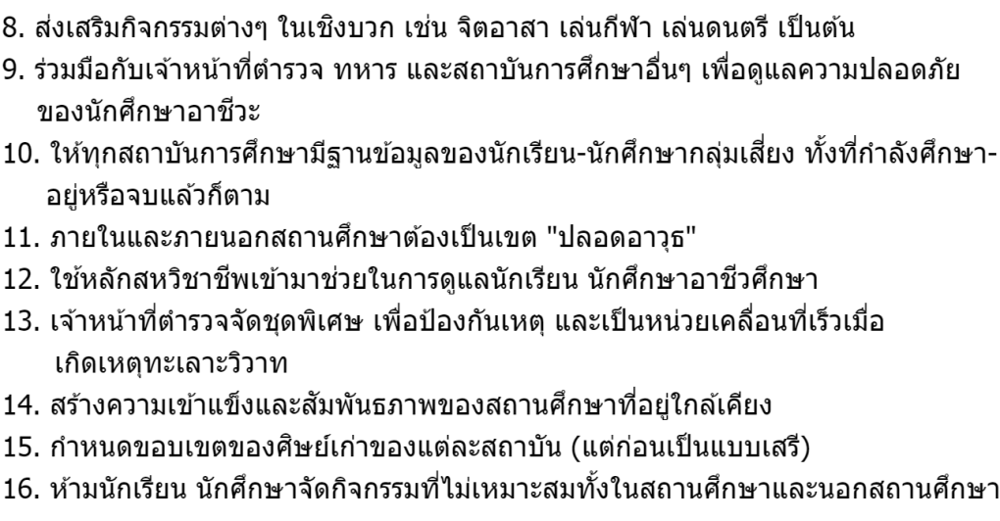 8. ส่งเสริมกิจกรรมต่างๆ ในเชิงบวก เช่น จิตอาสา เล่นกีฬา เล่นดนตรี เป็นต้น
9. ร่วมมือกับเจ้าหน้าที่ตำรวจ ทหาร และสถาบันการศึกษาอื่นๆ เพื่อดูแลความปลอดภัย
ของนักศึกษาอาชีวะ
10. ให้ทุกสถาบันการศึกษามีฐานข้อมูลของนักเรียน-นักศึกษากลุ่มเสี่ยง ทั้งที่กำลังศึกษา-
อยู่หรือจบแล้วก็ตาม
11. ภายในและภายนอกสถานศึกษาต้องเป็นเขต "ปลอดอาวุธ"
12. ใช้หลักสหวิชาชีพเข้ามาช่วยในการดูแลนักเรียน นักศึกษาอาชีวศึกษา
13. เจ้าหน้าที่ตำรวจจัดชุดพิเศษ เพื่อป้องกันเหตุ และเป็นหน่วยเคลื่อนที่เร็วเมื่อ
เกิดเหตุทะเลาะวิวาท
14. สร้างความเข้าแข็งและสัมพันธภาพของสถานศึกษาที่อยู่ใกล้เคียง
15. กำหนดขอบเขตของศิษย์เก่าของแต่ละสถาบัน (แต่ก่อนเป็นแบบเสรี)
16. ห้ามนักเรียน นักศึกษาจัดกิจกรรมที่ไม่เหมาะสมทั้งในสถานศึกษาและนอกสถานศึกษา